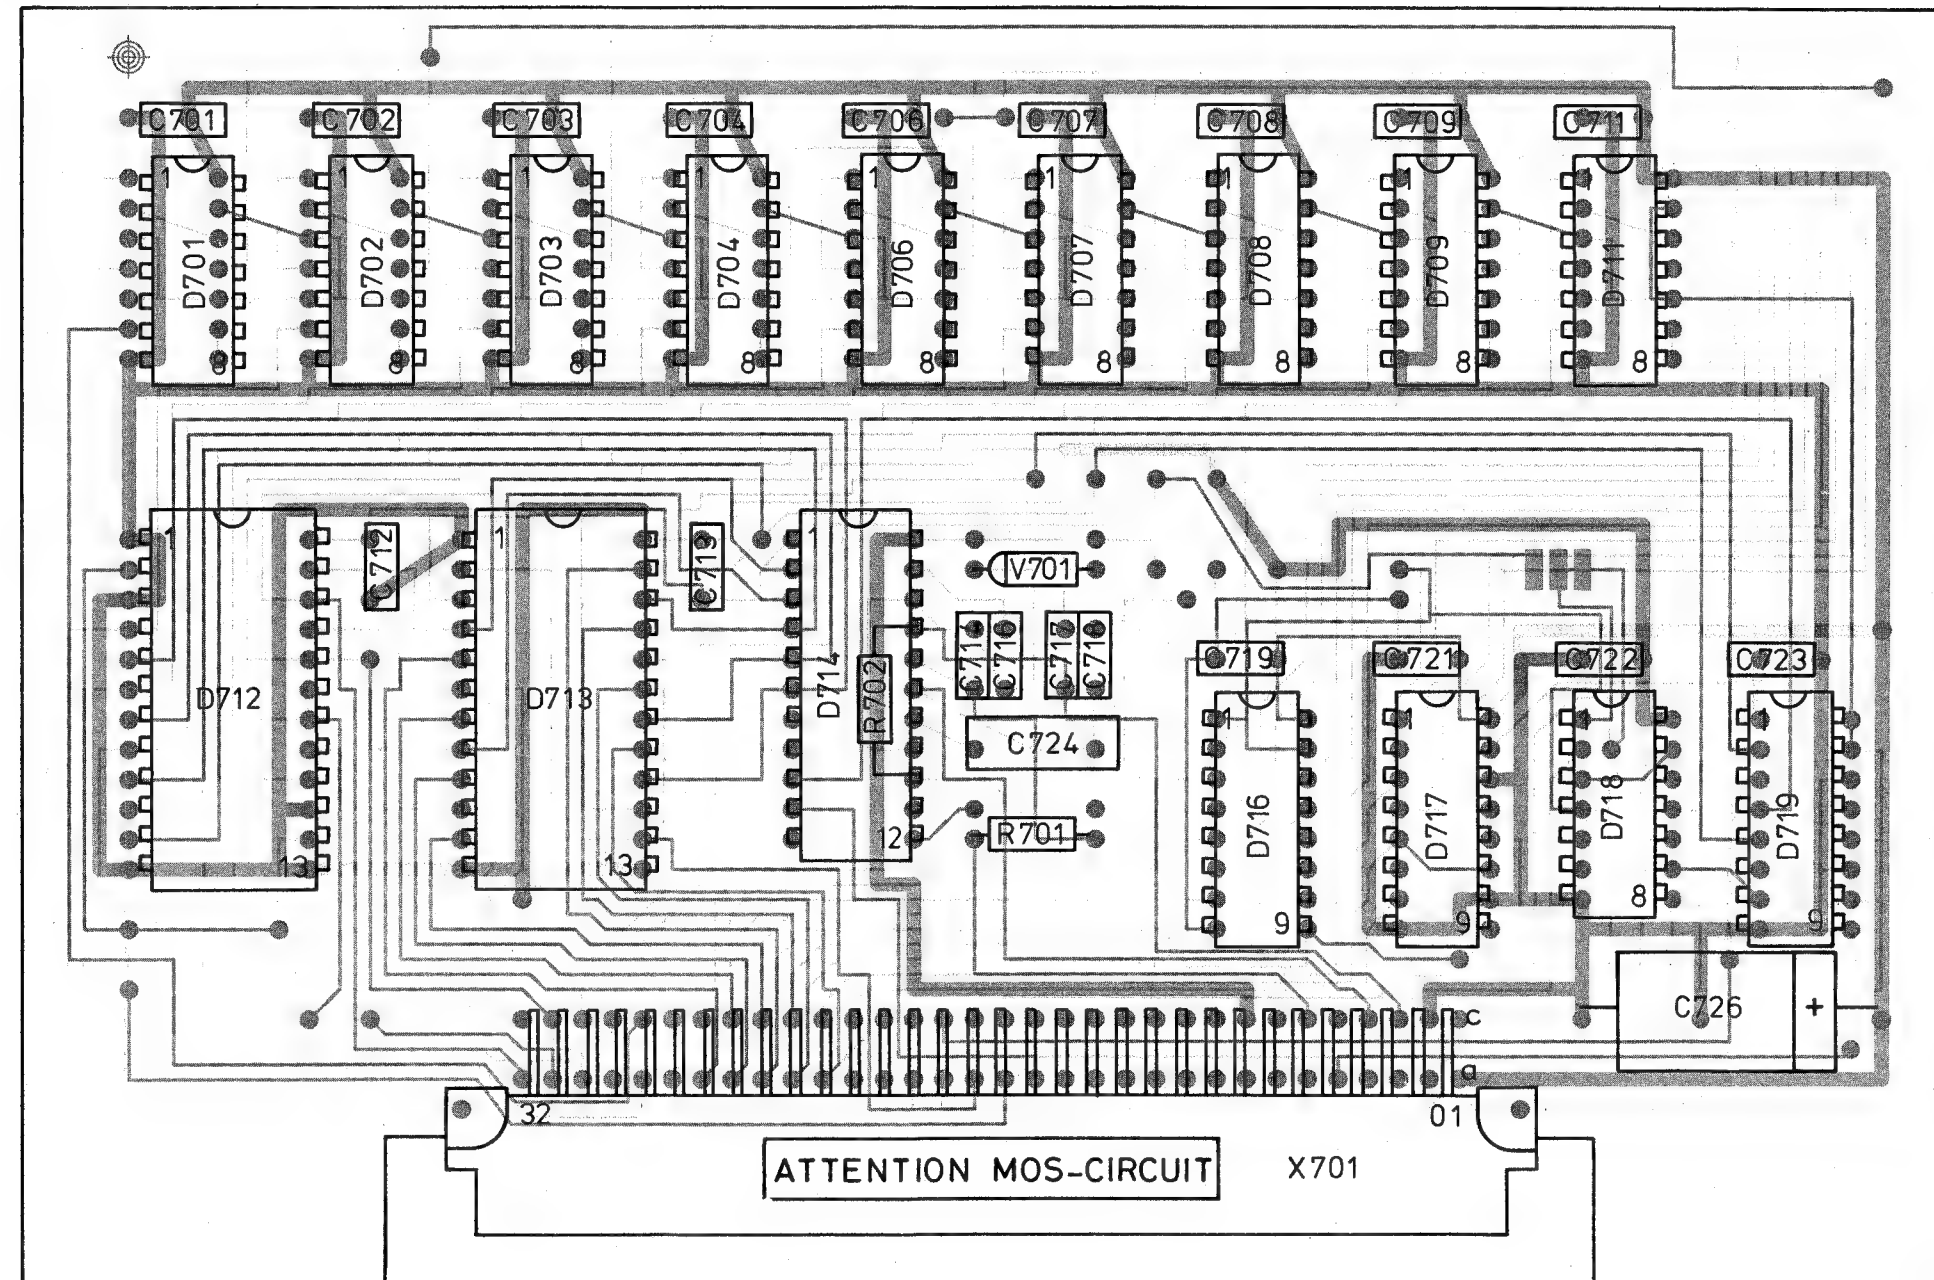 C701 C702 C703 C704 C706 C707 C708 C709 C711
1 1 1 1 1 1 1 1 1
D701 D702 D703 D704 D706 D707 D708 D709 D711
8 8 8 8 8 8 8 8 8
1 C712 1 C713 1
V701
C714 C716 C717 C718
C719 C721 C722 C723
D712 D713 D714 R702
1 1 1 1
C724
D716 D717 D718 D719
12 R701
13 13
8
9 9 9
C726 +
c
a
32 01
ATTENTION MOS-CIRCUIT X701